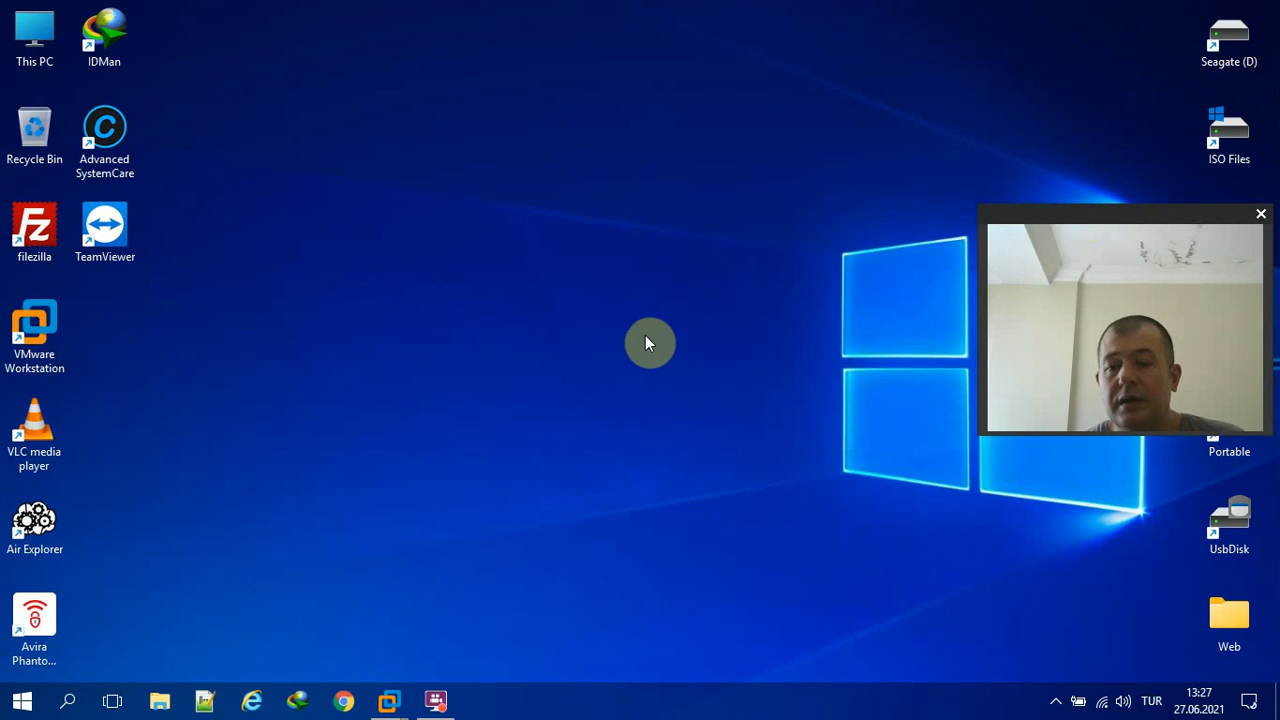 This PC
IDMan
Seagate (D)
Recycle Bin
Advanced
SystemCare
ISO Files
filezilla
TeamViewer
VMware
Workstation
VLC media
player
Portable
Air Explorer
UsbDisk
Avira
Phanto...
Web
TUR
13:27
27.06.2021